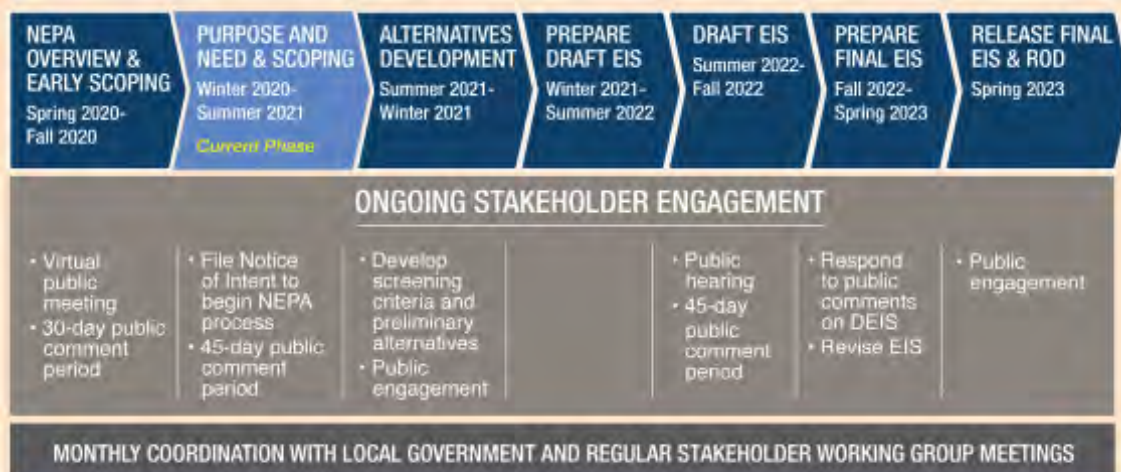 NEPA
OVERVIEW &
EARLY SCOPING
Spring 2020-
Fall 2020
PURPOSE AND
NEED & SCOPING
Winter 2020-
Summer 2021
Current Phase
ALTERNATIVES
DEVELOPMENT
Summer 2021-
Winter 2021
PREPARE
DRAFT EIS
Winter 2021-
Summer 2022
DRAFT EIS
Summer 2022-
Fall 2022
PREPARE
FINAL EIS
Fall 2022-
Spring 2023
RELEASE FINAL
EIS & ROD
Spring 2023
ONGOING STAKEHOLDER ENGAGEMENT
• Virtual
public
meeting
• 30-day public
comment
period
• File Notice
of Intent to
begin NEPA
process
• 45-day public
comment
period
• Develop
screening
criteria and
preliminary
alternatives
• Public
engagement
• Public
hearing
• 45-day
public
comment
period
• Respond
to public
comments
on DEIS
• Revise EIS
• Public
engagement
MONTHLY COORDINATION WITH LOCAL GOVERNMENT AND REGULAR STAKEHOLDER WORKING GROUP MEETINGS